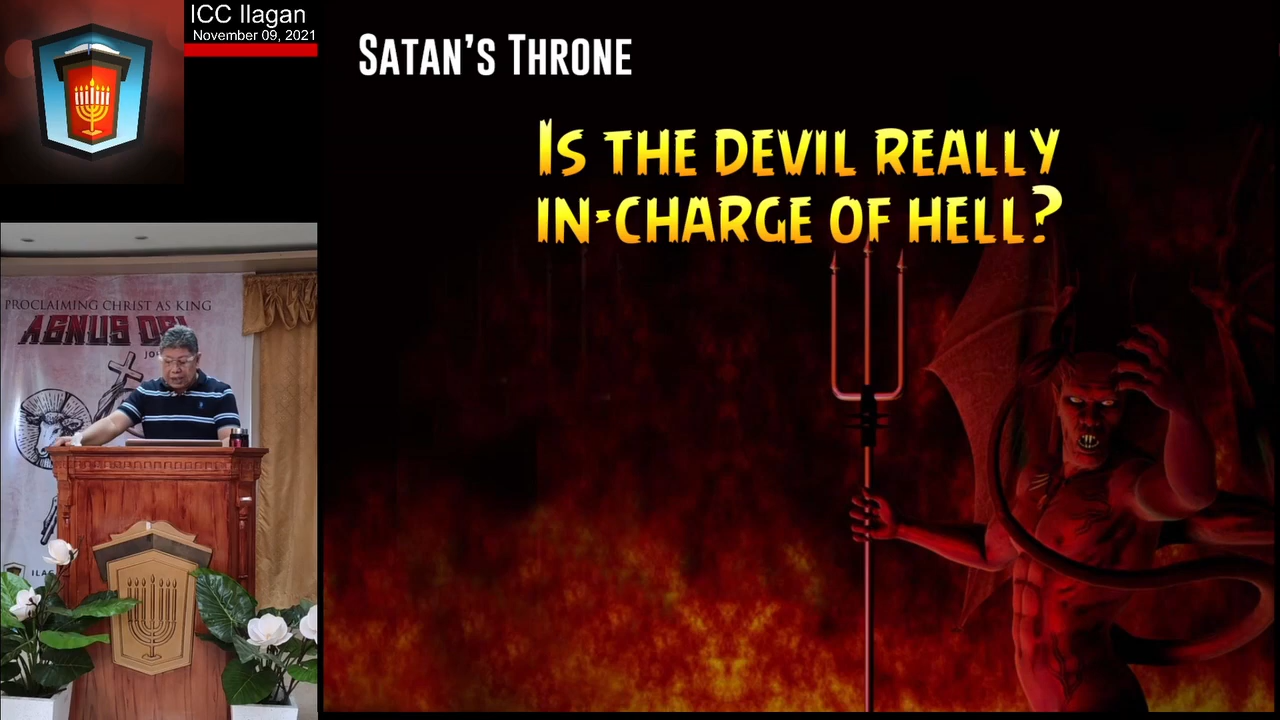 ICC Ilagan
November 09, 2021
SATAN'S THRONE
IS THE DEVIL REALLY
IN-CHARGE OF HELL?
PROCLAIMING CHRIST AS KING
AGNUS DEI